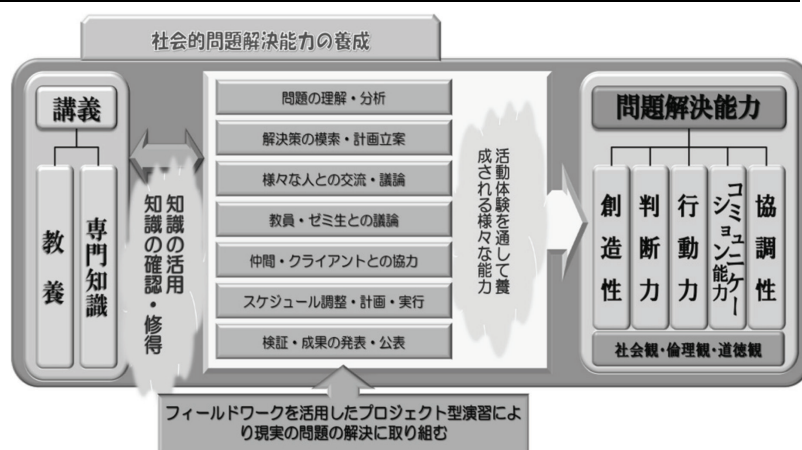 社会的問題解決能力の養成
講義
教養
専門知識
知識の活用
知識の確認・修得
問題の理解・分析
解決策の模索・計画立案
様々な人との交流・議論
教員・ゼミ生との議論
仲間・クライアントとの協力
スケジュール調整・計画・実行
検証・成果の発表・公表
活動体験を通して養
成される様々な能力
問題解決能力
創造性
判断力
行動力
コミュニケー
ション能力
協調性
社会観・倫理観・道徳観
フィールドワークを活用したプロジェクト型演習によ
り現実の問題の解決に取り組む